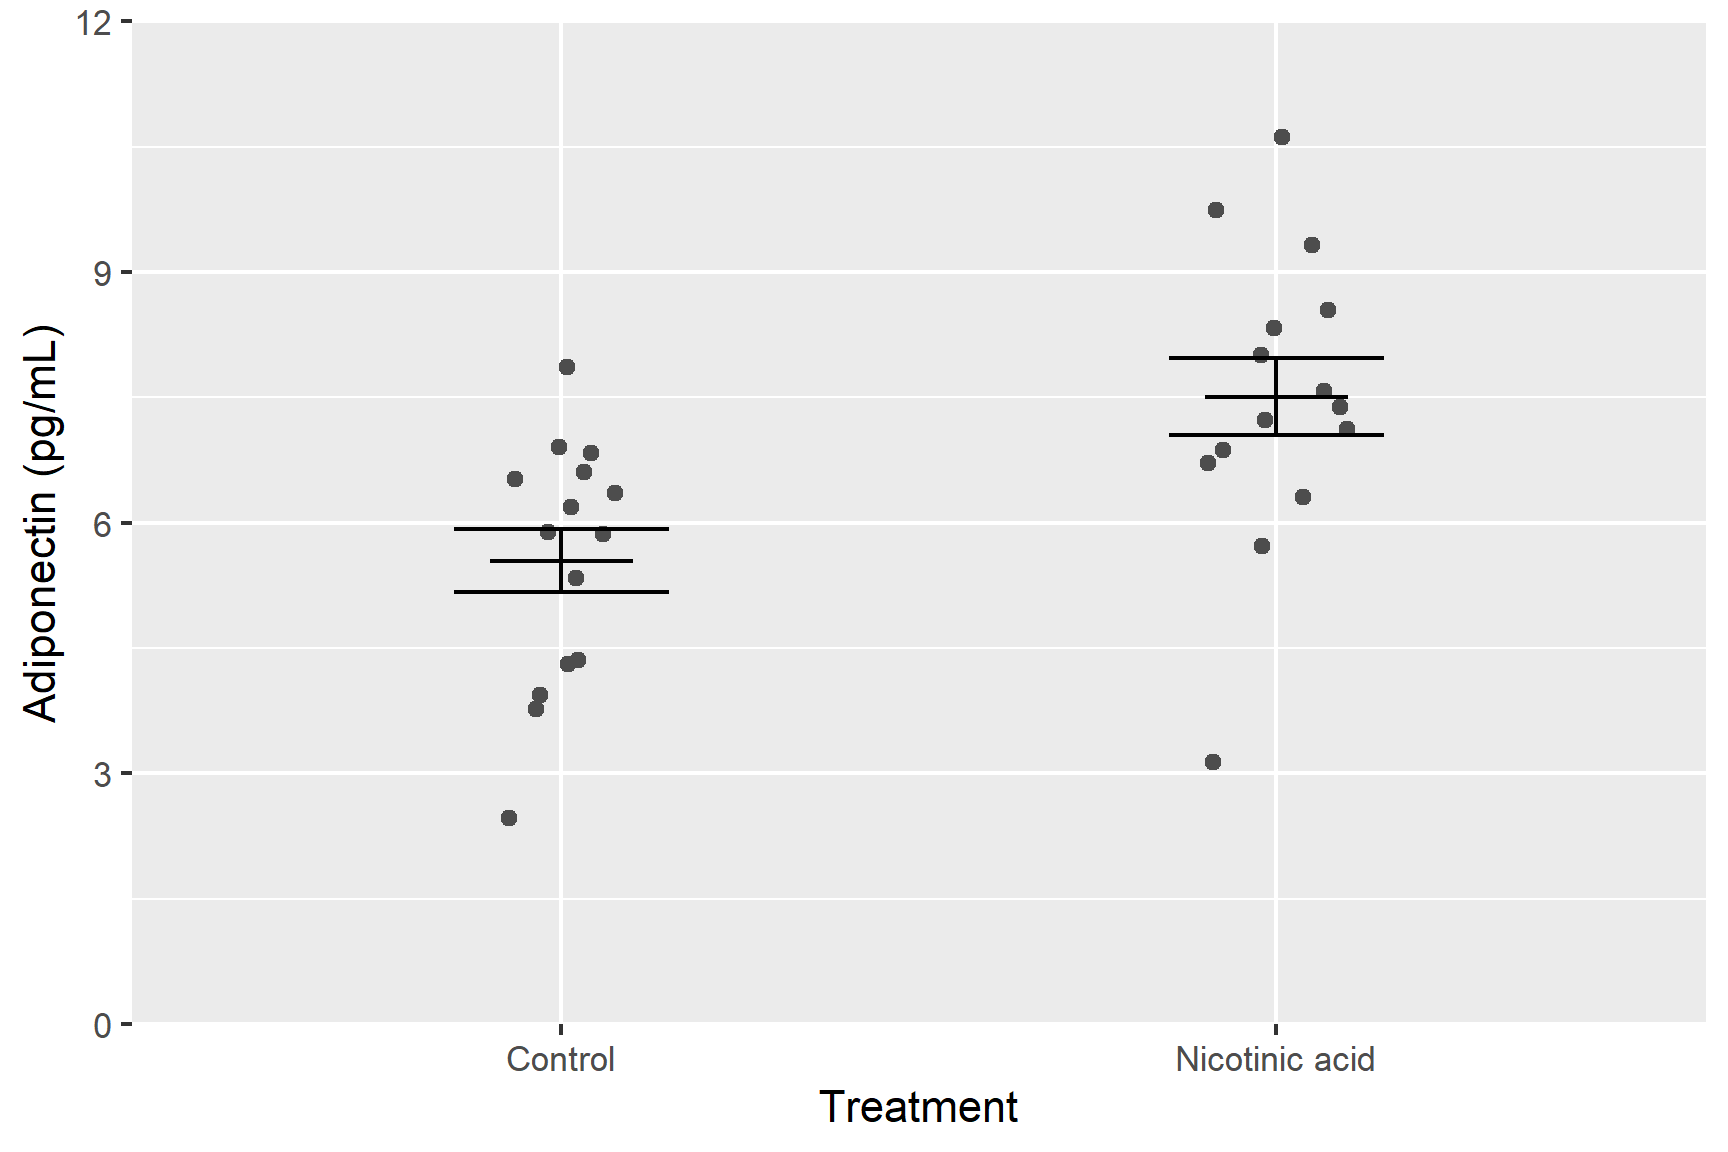 12
9
6
3
0
Adiponectin (pg/mL)
Control
Nicotinic acid
Treatment